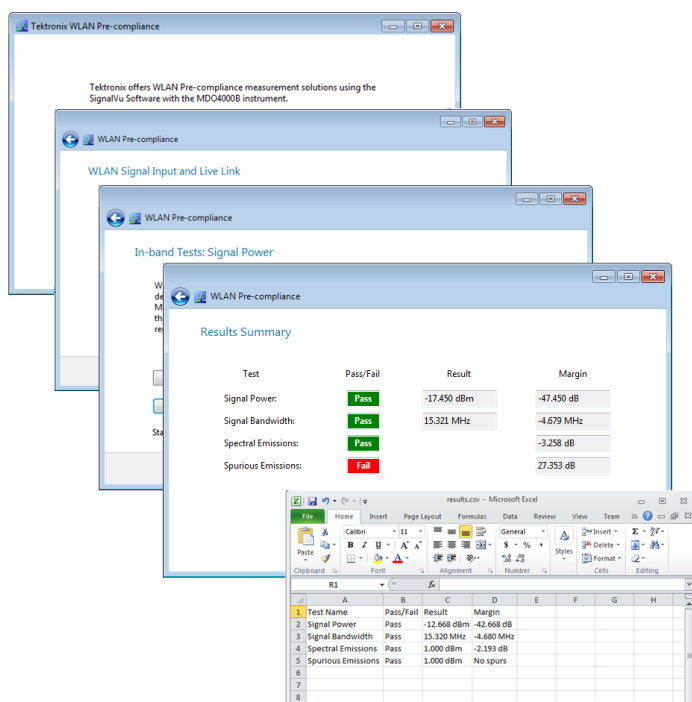 Tektronix WLAN Pre-compliance
Tektronix offers WLAN Pre-compliance measurement solutions using the
SignalVu Software with the MDO4000B instrument.
WLAN Pre-compliance
WLAN Signal Input and Live Link
WLAN Pre-compliance
In-band Tests: Signal Power
WLAN Pre-compliance
Results Summary
Test Pass/Fail Result Margin
Signal Power: Pass -17.450 dBm -47.450 dB
Signal Bandwidth: Pass 15.321 MHz -4.679 MHz
Spectral Emissions: Pass -3.258 dB
Spurious Emissions: Fail 27.353 dB
results.csv - Microsoft Excel
File Home Insert Page Layout Formulas Data Review View Team
Calibri 11 General Insert Σ
Paste B I U A A $ % , Styles Delete
A .00 .0 Format
Clipboard Font Alignment Number Cells Editing
R1 fx
A B C D E F G H
1 Test Name Pass/Fail Result Margin
2 Signal Power Pass -12.668 dBm -42.668 dB
3 Signal Bandwidth Pass 15.320 MHz -4.680 MHz
4 Spectral Emissions Pass 1.000 dBm -2.193 dB
5 Spurious Emissions Pass 1.000 dBm No spurs
6
7
8